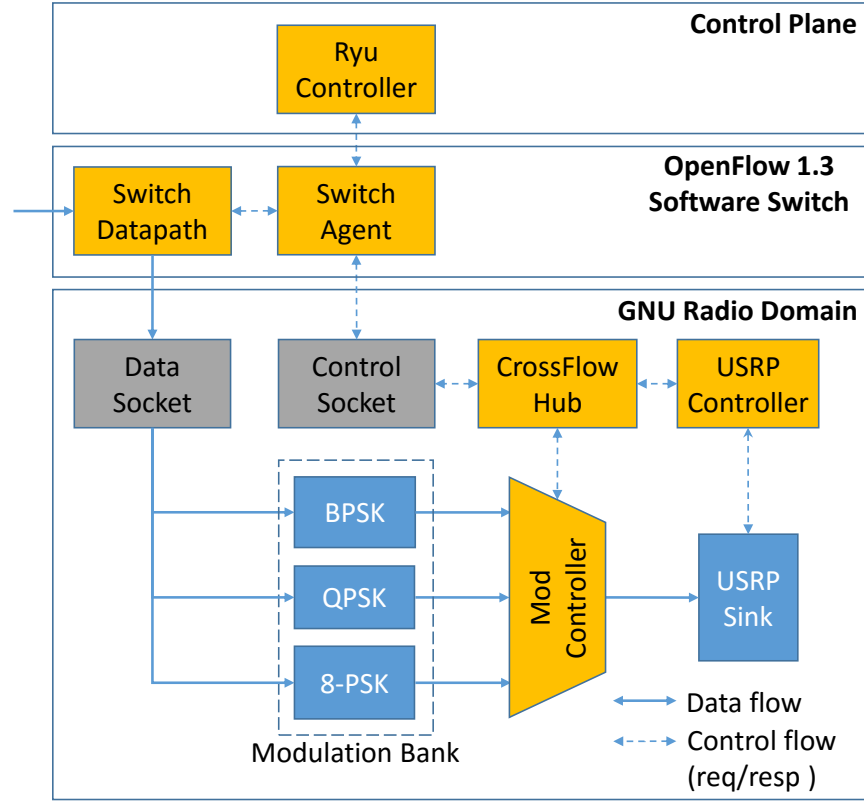 Control Plane
Ryu
Controller
OpenFlow 1.3
Software Switch
Switch
Datapath
Switch
Agent
GNU Radio Domain
Data
Socket
Control
Socket
CrossFlow
Hub
USRP
Controller
BPSK
QPSK
8-PSK
Modulation Bank
Mod
Controller
USRP
Sink
Data flow
Control flow
(req/resp )